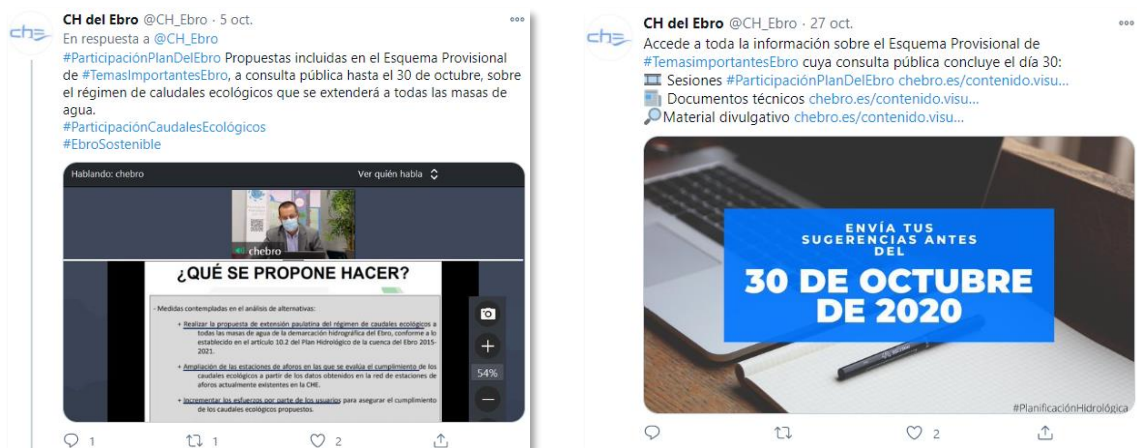 CH del Ebro @CH_Ebro · 5 oct.
En respuesta a @CH_Ebro
#ParticipaciónPlanDelEbro Propuestas incluidas en el Esquema Provisional
de #TemasImportantesEbro, a consulta pública hasta el 30 de octubre, sobre
el régimen de caludales ecológicos que se extenderá a todas las masas de
agua.
#ParticipaciónCaudalesEcológicos
#EbroSostenible
Hablando: chebro
Ver quién habla
chebro
¿QUÉ SE PROPONE HACER?
- Medidas contempladas en el análisis de alternativas:
+ Realizar la propuesta de extensión paulatina del régimen de caudales ecológicos a
todas las masas de agua de la demarcación hidrográfica del Ebro, conforme a lo
establecido en el artículo 10.2 del Plan Hidrológico de la cuenca del Ebro 2015-
2021.
+ Ampliación de las estaciones de aforos en las que se evalúa el cumplimiento de los
caudales ecológicos a partir de los datos obtenidos en la red de estaciones de
aforos actualmente existentes en la CHE.
+ Incrementar los esfuerzos por parte de los usuarios para asegurar el cumplimiento
de los caudales ecológicos propuestos.
54%
1 1 2
che
CH del Ebro @CH_Ebro · 27 oct.
Accede a toda la información sobre el Esquema Provisional de
#TemasimportantesEbro cuya consulta pública concluye el día 30:
Sesiones #ParticipaciónPlanDelEbro chebro.es/contenido.visu...
Documentos técnicos chebro.es/contenido.visu...
Material divulgativo chebro.es/contenido.visu...
ENVÍA TUS
SUGERENCIAS ANTES
DEL
30 DE OCTUBRE
DE 2020
#PlanificaciónHidrológica
2
che